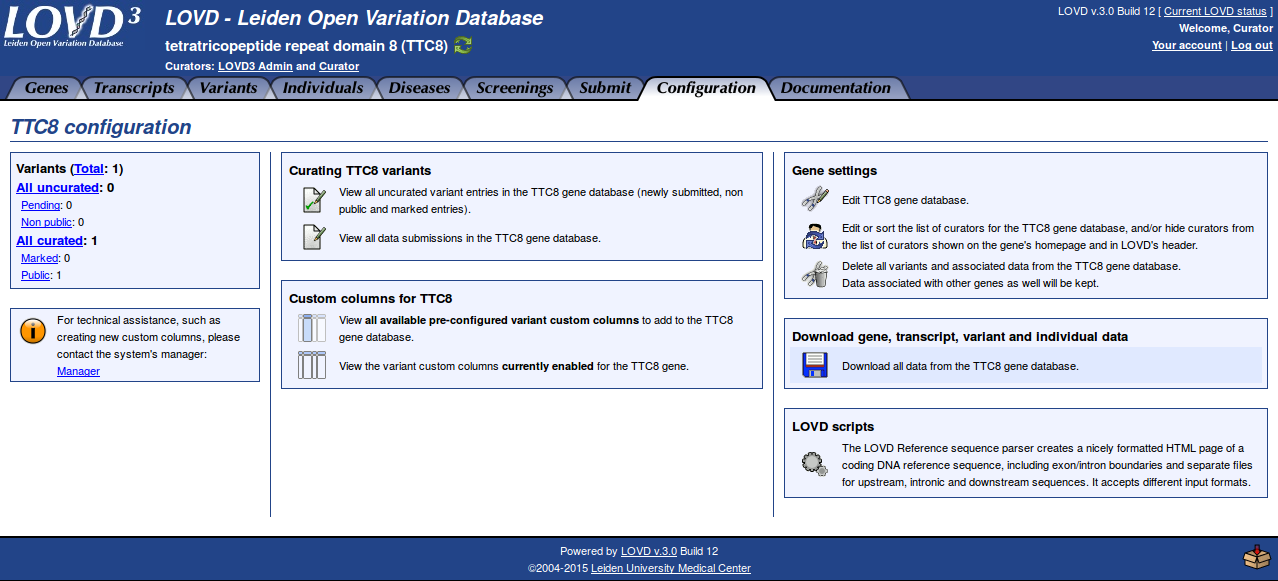 LOVD 3
Leiden Open Variation Database
LOVD - Leiden Open Variation Database
tetratricopeptide repeat domain 8 (TTC8)
Curators: LOVD3 Admin and Curator
LOVD v.3.0 Build 12 [ Current LOVD status ]
Welcome, Curator
Your account | Log out
Genes Transcripts Variants Individuals Diseases Screenings Submit Configuration Documentation
TTC8 configuration
Variants (Total: 1)
All uncurated: 0
Pending: 0
Non public: 0
All curated: 1
Marked: 0
Public: 1
For technical assistance, such as
creating new custom columns, please
contact the system's manager:
Manager
Curating TTC8 variants
View all uncurated variant entries in the TTC8 gene database (newly submitted, non
public and marked entries).
View all data submissions in the TTC8 gene database.
Custom columns for TTC8
View all available pre-configured variant custom columns to add to the TTC8
gene database.
View the variant custom columns currently enabled for the TTC8 gene.
Gene settings
Edit TTC8 gene database.
Edit or sort the list of curators for the TTC8 gene database, and/or hide curators from
the list of curators shown on the gene's homepage and in LOVD's header.
Delete all variants and associated data from the TTC8 gene database.
Data associated with other genes as well will be kept.
Download gene, transcript, variant and individual data
Download all data from the TTC8 gene database.
LOVD scripts
The LOVD Reference sequence parser creates a nicely formatted HTML page of a
coding DNA reference sequence, including exon/intron boundaries and separate files
for upstream, intronic and downstream sequences. It accepts different input formats.
Powered by LOVD v.3.0 Build 12
©2004-2015 Leiden University Medical Center